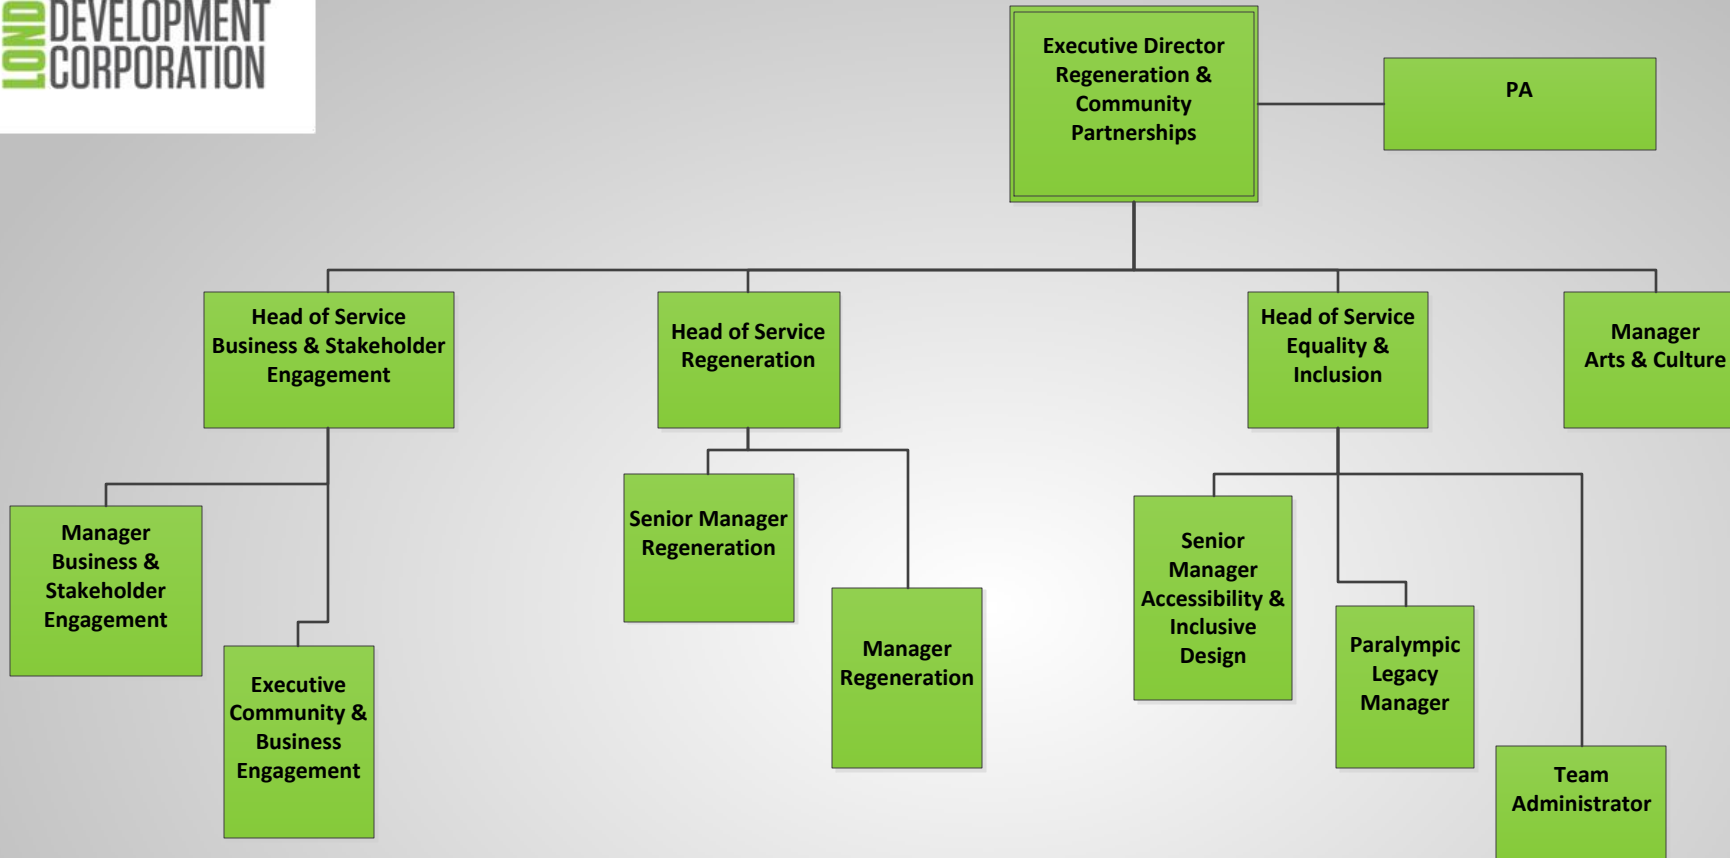 LOND
DEVELOPMENT
CORPORATION
Executive Director
Regeneration &
Community
Partnerships
PA
Head of Service
Business & Stakeholder
Engagement
Head of Service
Regeneration
Head of Service
Equality &
Inclusion
Manager
Arts & Culture
Manager
Business &
Stakeholder
Engagement
Executive
Community &
Business
Engagement
Senior Manager
Regeneration
Manager
Regeneration
Senior
Manager
Accessibility &
Inclusive
Design
Paralympic
Legacy
Manager
Team
Administrator